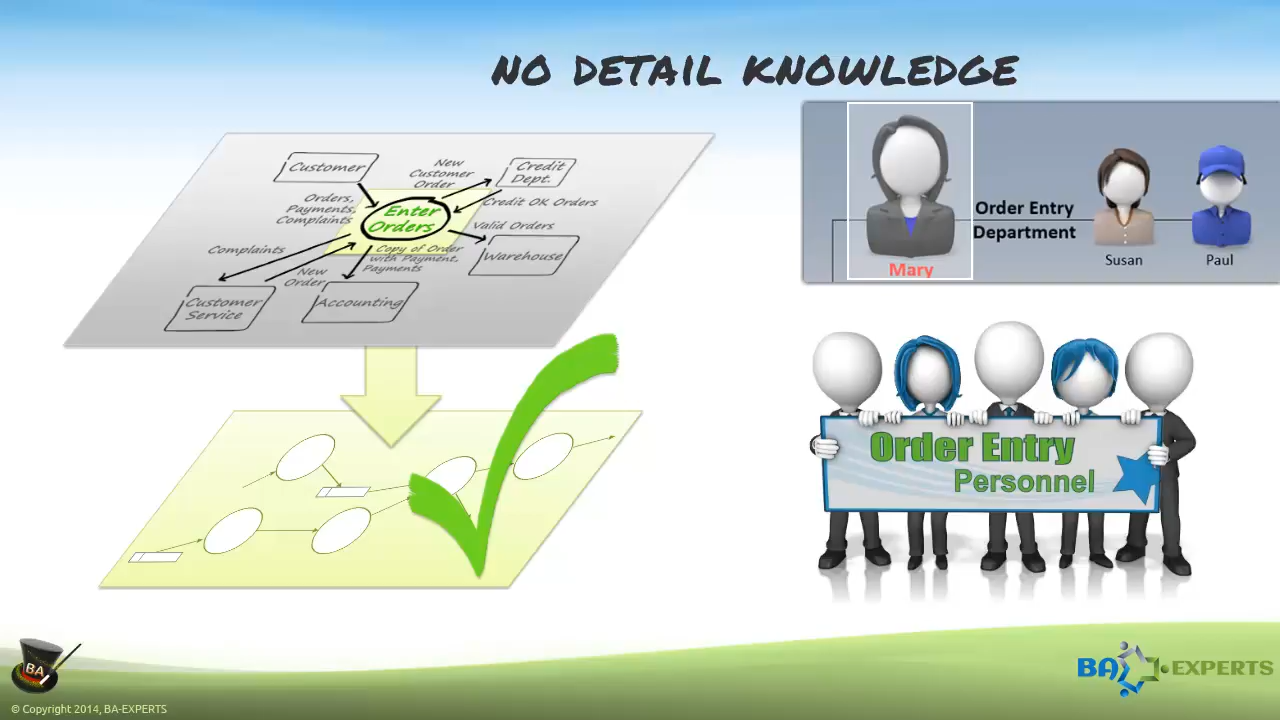 NO DETAIL KNOWLEDGE
Customer
New
Customer
Order
Credit
Dept.
Orders,
Payments,
Complaints
Enter
Orders
Credit OK Orders
Valid Orders
Complaints
Copy of Order
with Payment,
Payments
Warehouse
New
Order
Customer
Service
Accounting
Order Entry
Department
Mary
Susan
Paul
Order Entry
Personnel
BA
© Copyright 2014, BA-EXPERTS
BA EXPERTS